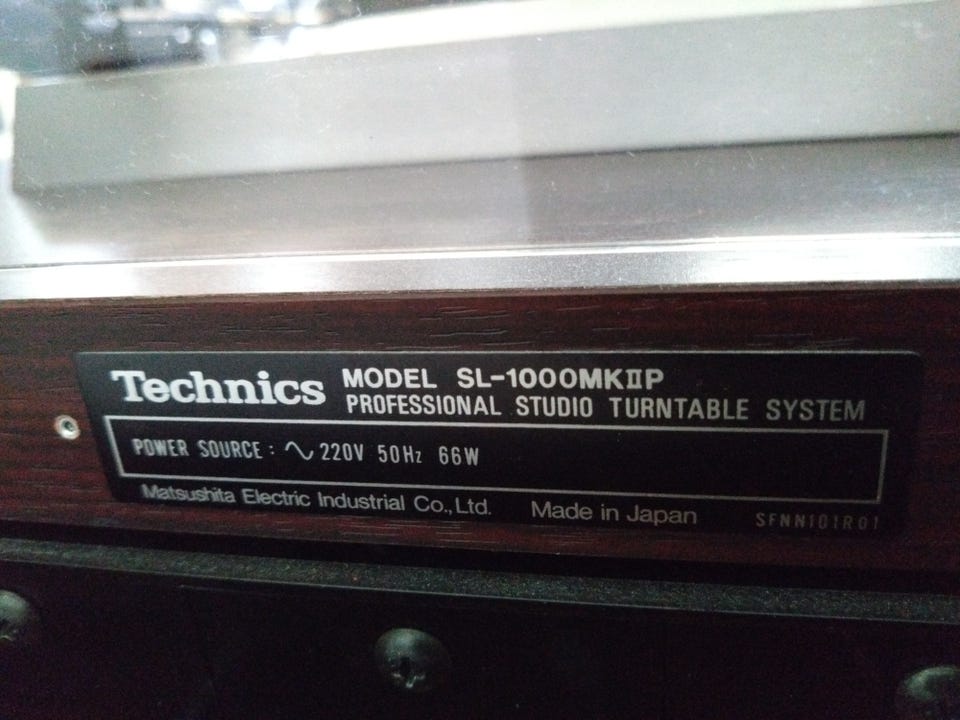 Technics MODEL SL-1000MKⅡP
PROFESSIONAL STUDIO TURNTABLE SYSTEM
POWER SOURCE : ∿ 220V 50Hz 66W
Matsushita Electric Industrial Co., Ltd. Made in Japan SFNN101R01